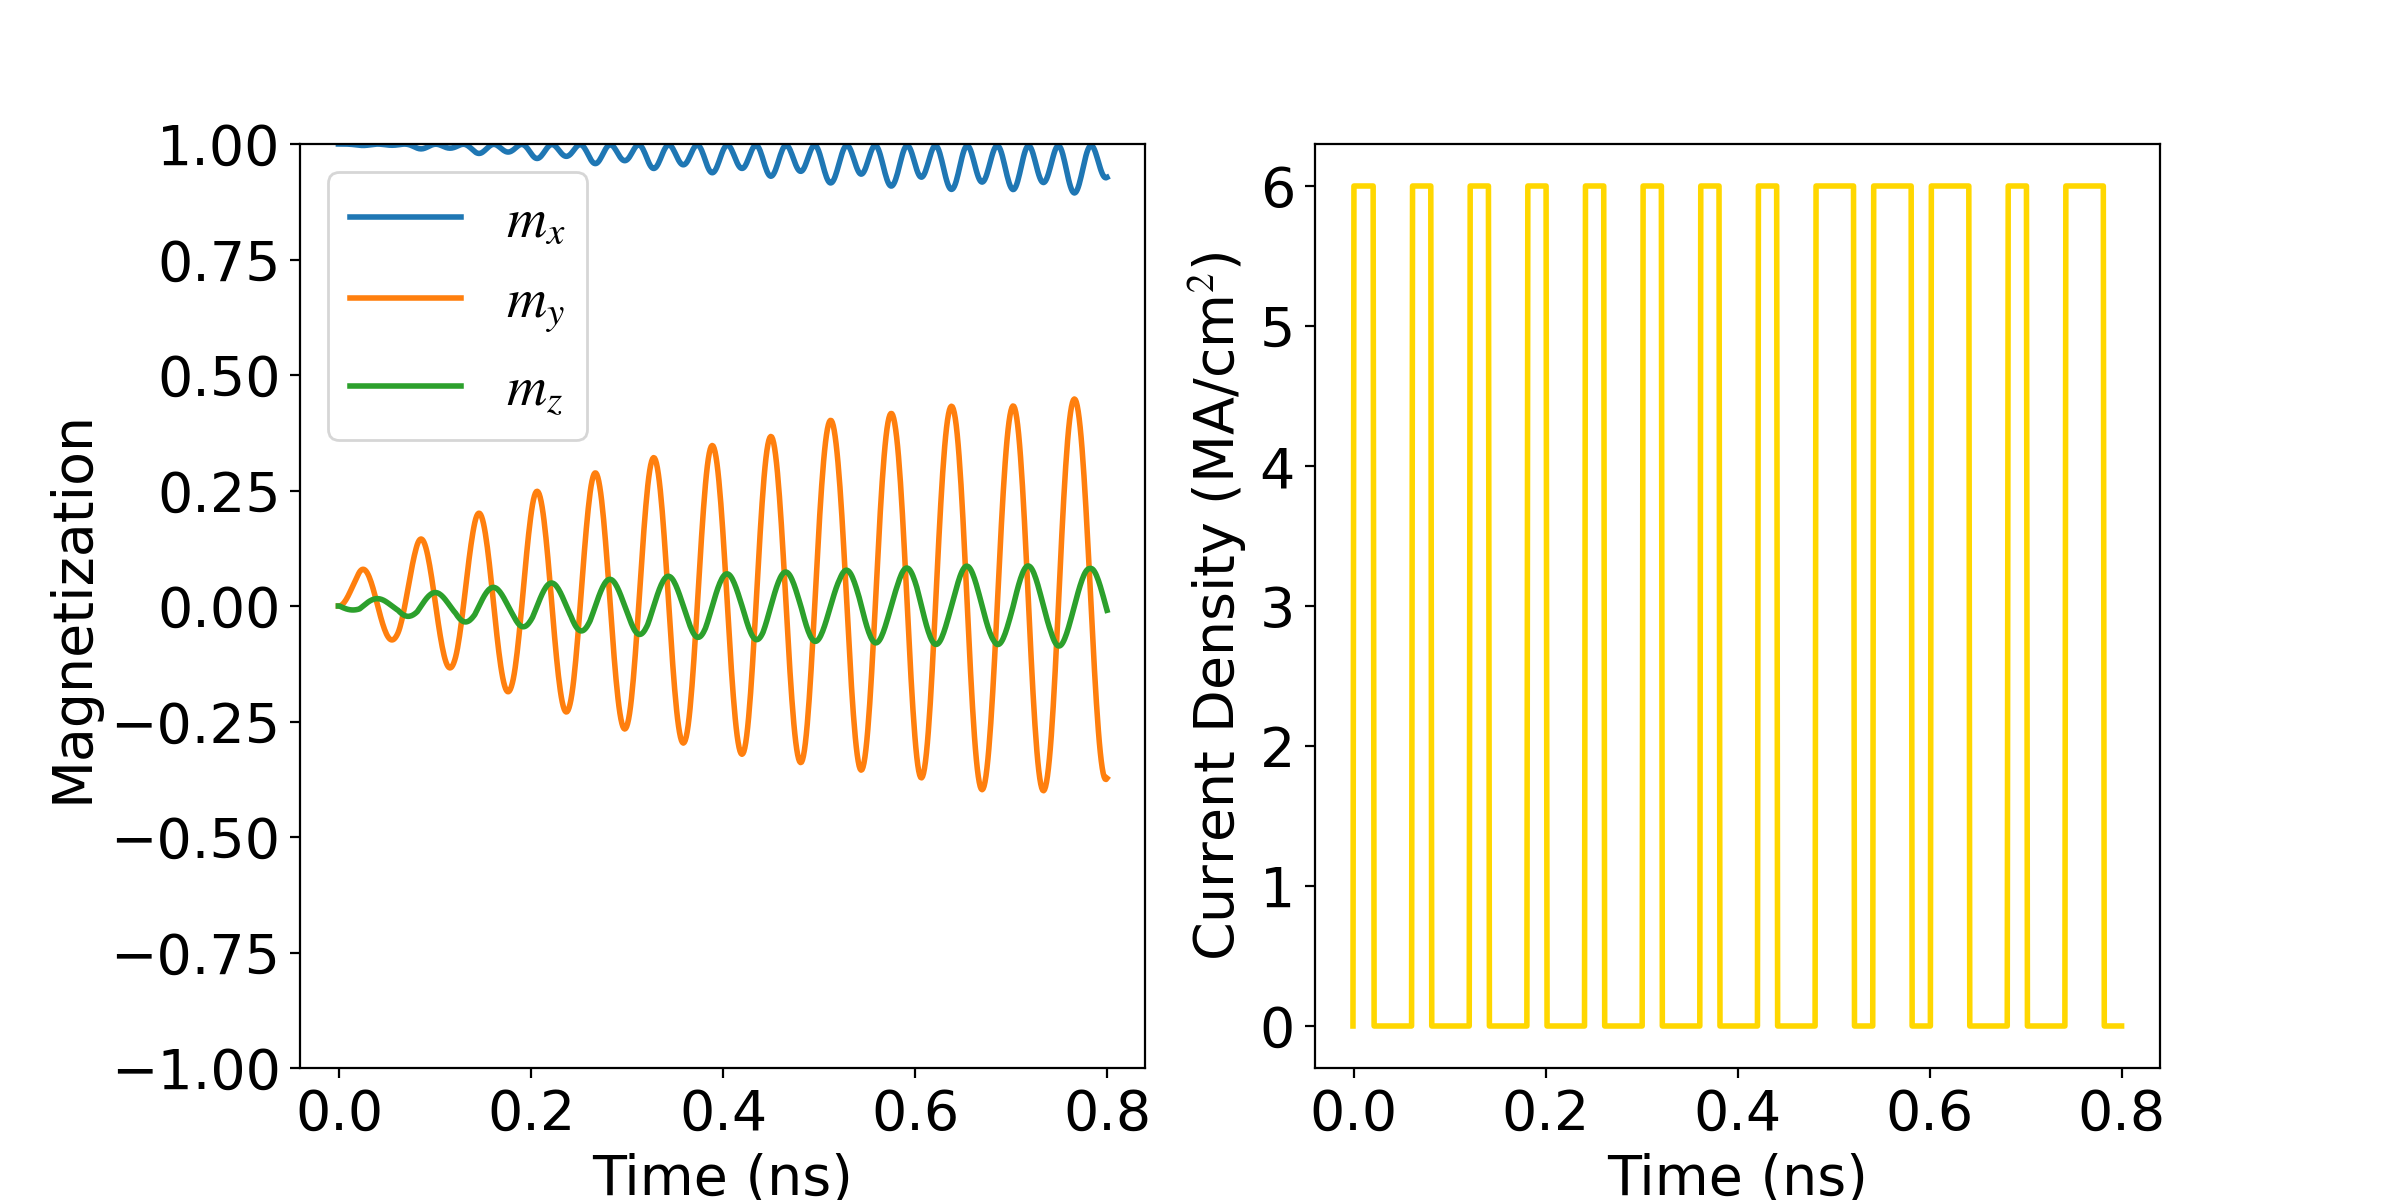 1.00
0.75
0.50
0.25
0.00
−0.25
−0.50
−0.75
−1.00
Magnetization
m_x
m_y
m_z
0.0 0.2 0.4 0.6 0.8
Time (ns)
6
5
4
3
2
1
0
Current Density (MA/cm²)
0.0 0.2 0.4 0.6 0.8
Time (ns)